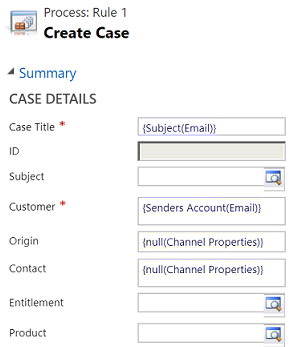 Process: Rule 1
Create Case
Summary
CASE DETAILS
Case Title * {Subject(Email)}
ID
Subject
Customer * {Senders Account(Email)}
Origin {null(Channel Properties)}
Contact {null(Channel Properties)}
Entitlement
Product